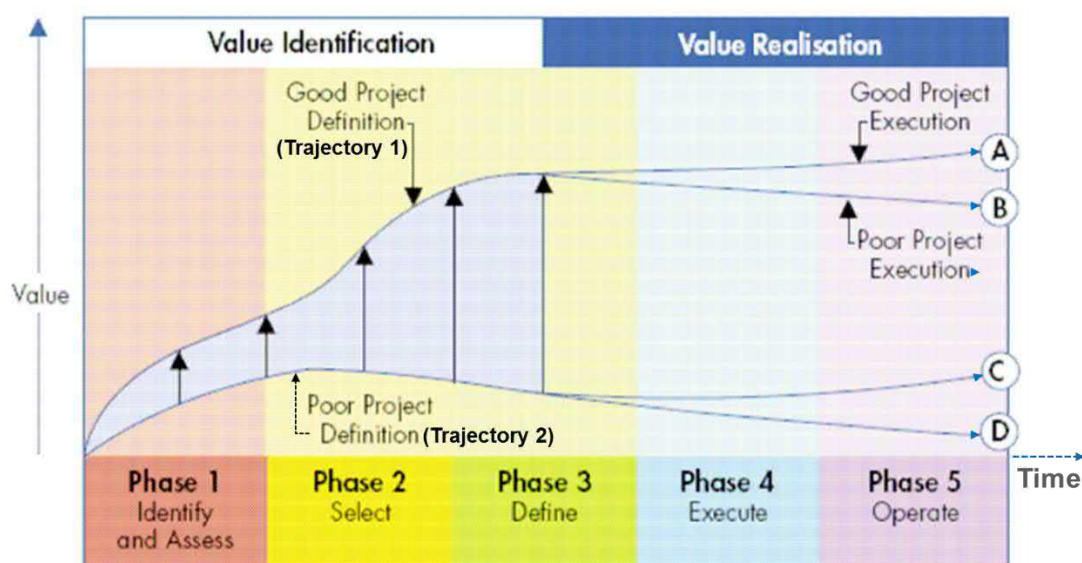 Value Identification
Value Realisation
Good Project
Definition
(Trajectory 1)
Good Project
Execution
A
B
Poor Project
Execution
Value
C
Poor Project
Definition (Trajectory 2)
D
Time
Phase 1
Identify
and Assess
Phase 2
Select
Phase 3
Define
Phase 4
Execute
Phase 5
Operate